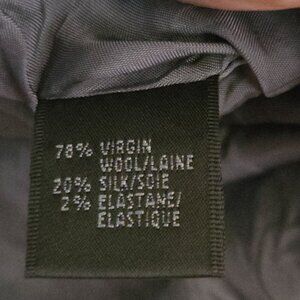 78% VIRGIN
WOOL/LAINE
20% SILK/SOIE
2% ELASTANE/
ELASTIQUE